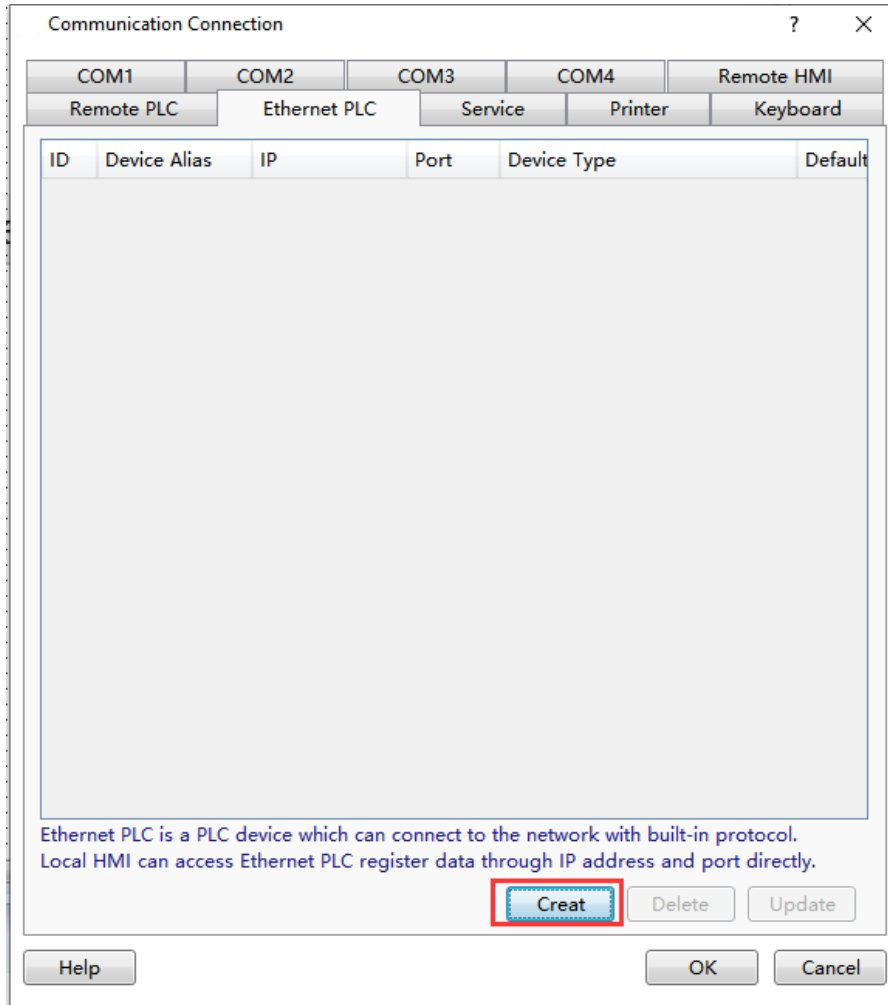 Communication Connection ? ×
COM1 COM2 COM3 COM4 Remote HMI
Remote PLC Ethernet PLC Service Printer Keyboard
ID Device Alias IP Port Device Type Default
Ethernet PLC is a PLC device which can connect to the network with built-in protocol.
Local HMI can access Ethernet PLC register data through IP address and port directly.
Creat Delete Update
Help OK Cancel